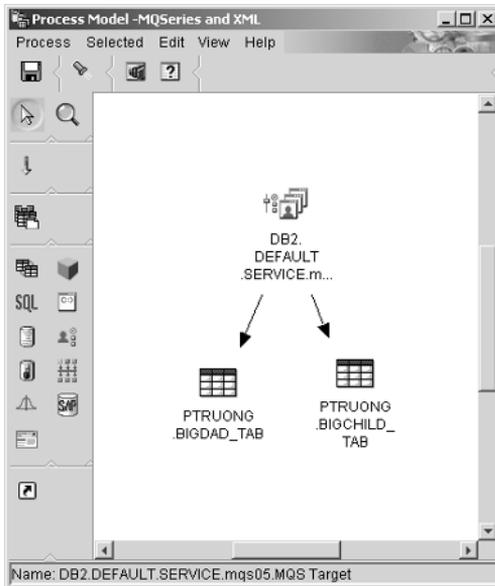 Process Model -MQSeries and XML
Process Selected Edit View Help
DB2.
DEFAULT
.SERVICE.m...
SQL
SAP
PTRUONG
.BIGDAD_TAB
PTRUONG
.BIGCHILD_
TAB
Name: DB2.DEFAULT.SERVICE.mqs05.MQS Target